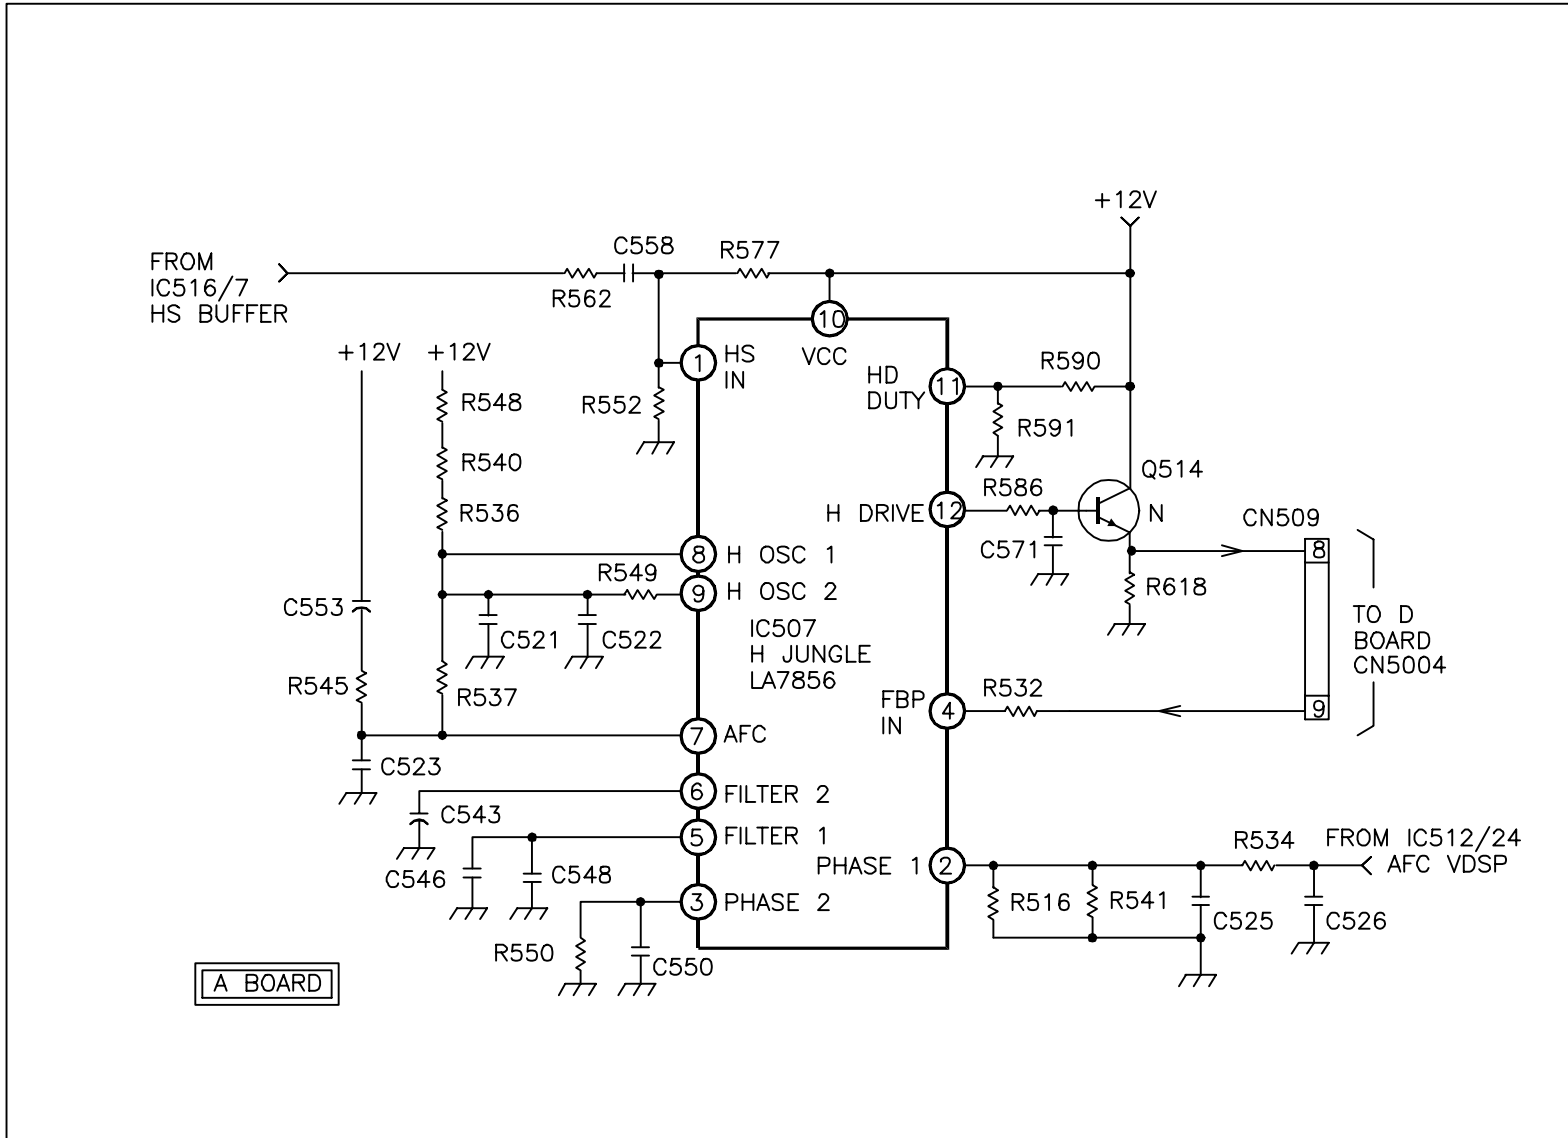 +12V
FROM
IC516/7
HS BUFFER
C558
R577
R562
+12V
+12V
10
VCC
1
HS
IN
R552
R548
R540
R536
HD
DUTY
11
R590
R591
Q514
H DRIVE
12
R586
N
C571
R618
CN509
8
9
TO D
BOARD
CN5004
8
H OSC 1
R549
9
H OSC 2
C553
C521
C522
IC507
H JUNGLE
LA7856
R545
R537
FBP
IN
4
R532
7
AFC
C523
6
FILTER 2
C543
5
FILTER 1
C546
C548
PHASE 1
2
R534
FROM IC512/24
AFC VDSP
R516
R541
C525
C526
3
PHASE 2
R550
C550
A BOARD